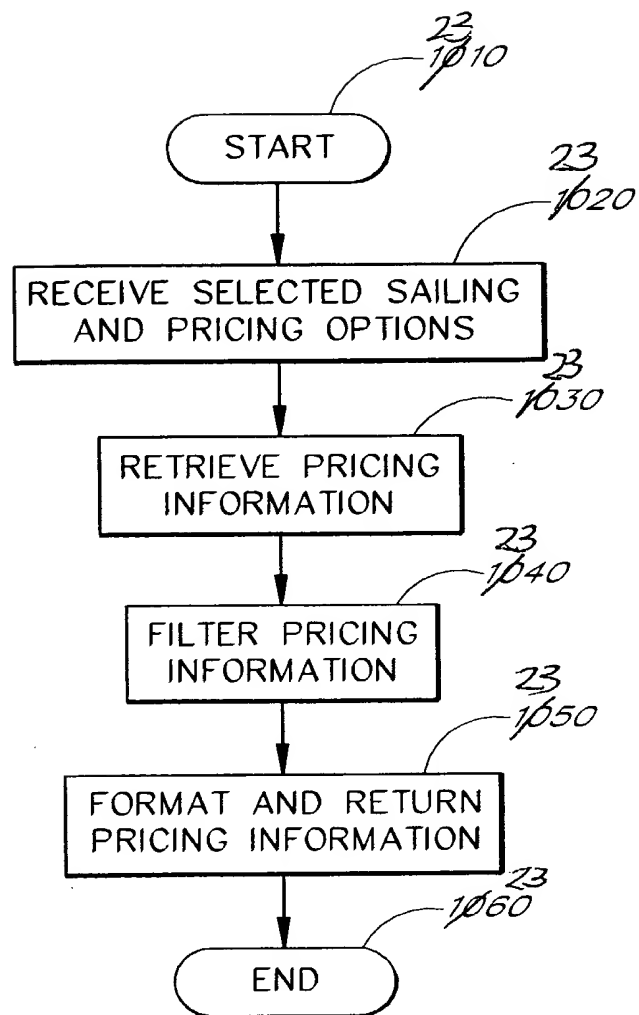 23
1010
START
23
1020
RECEIVE SELECTED SAILING
AND PRICING OPTIONS
23
1030
RETRIEVE PRICING
INFORMATION
23
1040
FILTER PRICING
INFORMATION
23
1050
FORMAT AND RETURN
PRICING INFORMATION
23
1060
END